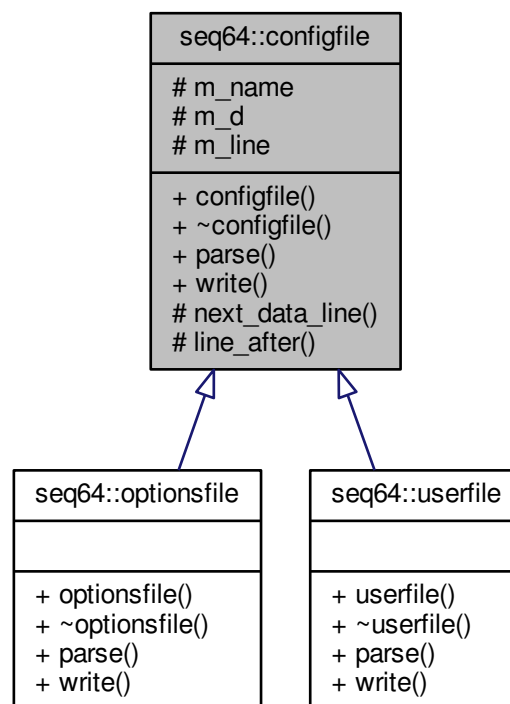 seq64::configfile
# m_name
# m_d
# m_line
+ configfile()
+ ~configfile()
+ parse()
+ write()
# next_data_line()
# line_after()
seq64::optionsfile
+ optionsfile()
+ ~optionsfile()
+ parse()
+ write()
seq64::userfile
+ userfile()
+ ~userfile()
+ parse()
+ write()